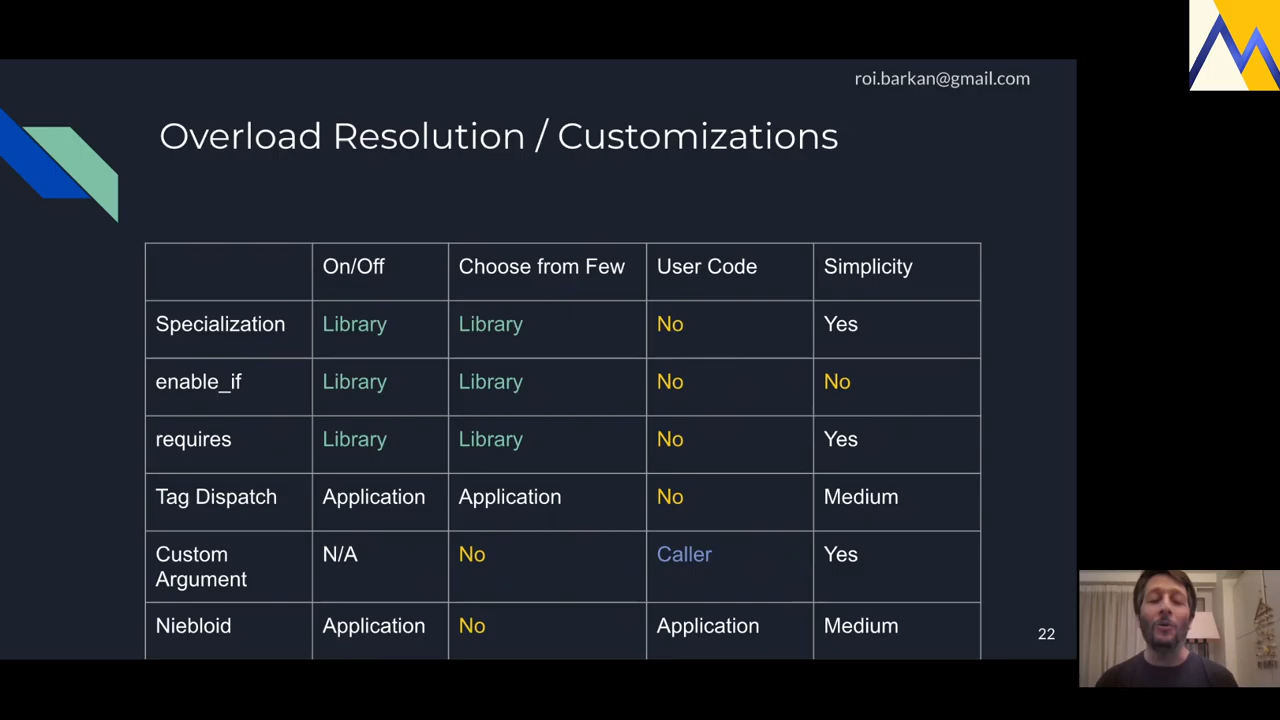 roi.barkan@gmail.com
Overload Resolution / Customizations
On/Off Choose from Few User Code Simplicity
Specialization Library Library No Yes
enable_if Library Library No No
requires Library Library No Yes
Tag Dispatch Application Application No Medium
Custom Argument N/A No Caller Yes
Niebloid Application No Application Medium
22